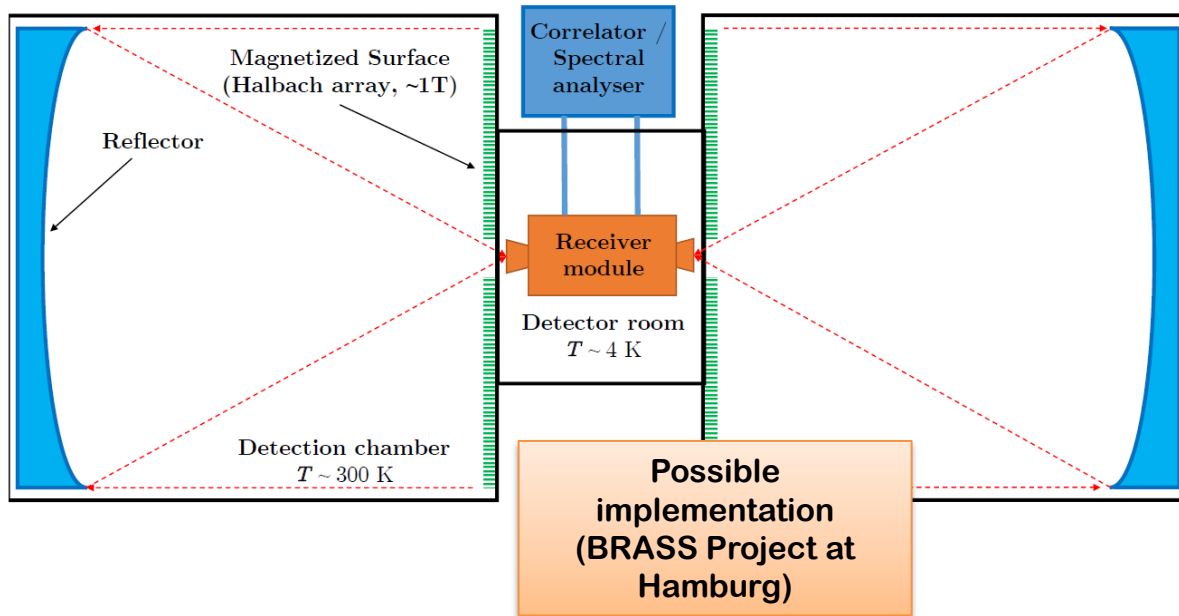 Correlator /
Spectral
analyser
Magnetized Surface
(Halbach array, ~1T)
Reflector
Receiver
module
Detector room
T ~ 4 K
Detection chamber
T ~ 300 K
Possible
implementation
(BRASS Project at
Hamburg)